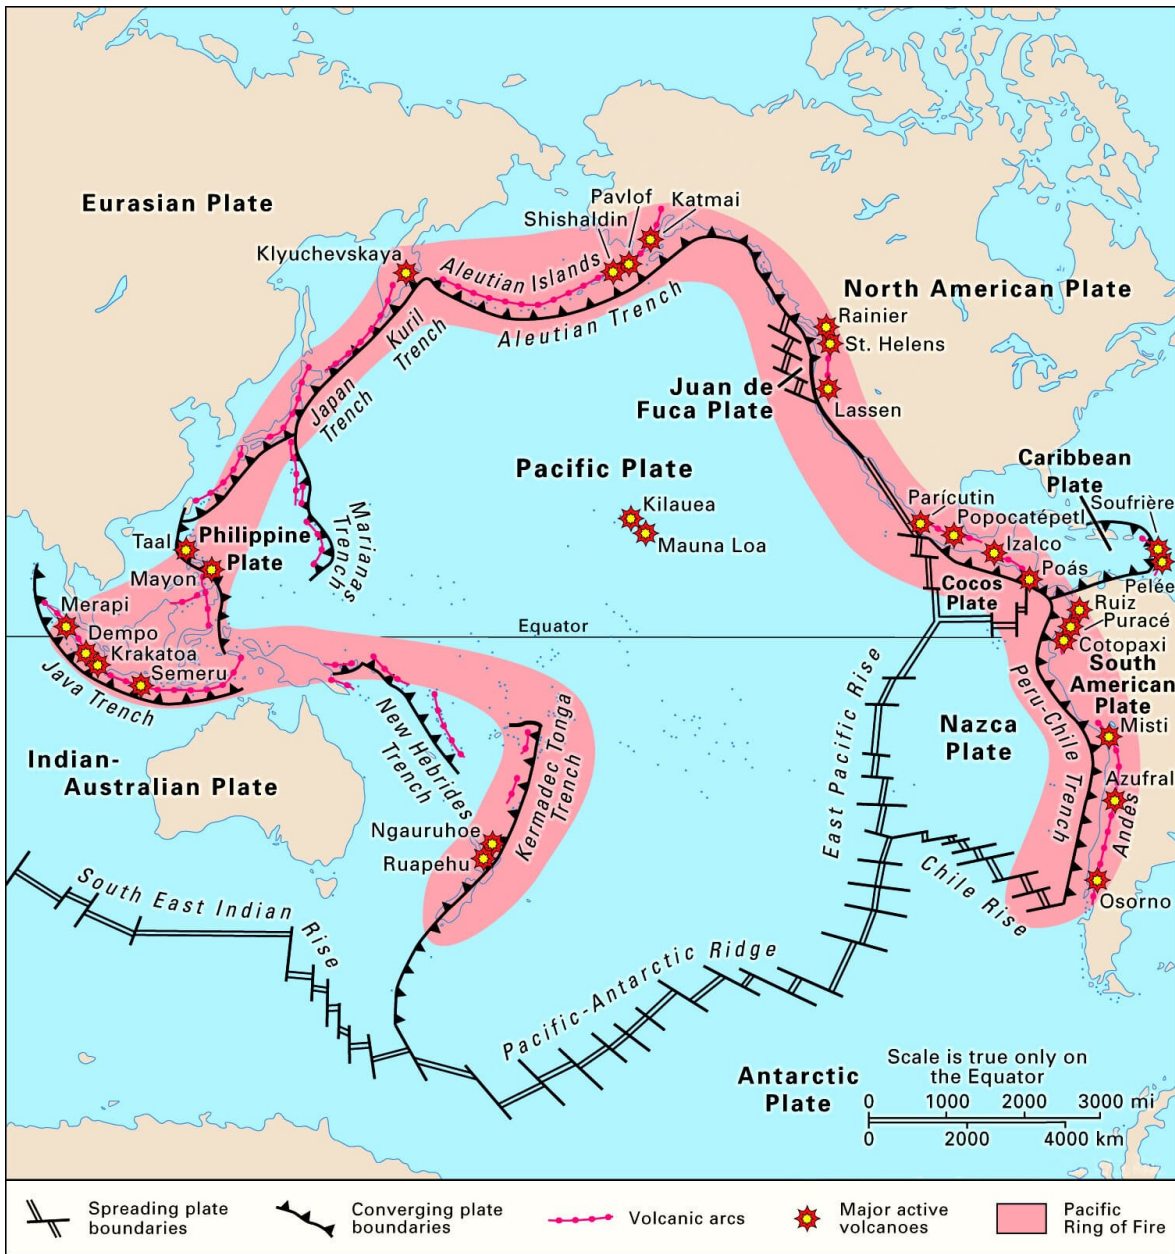 Eurasian Plate
Klyuchevskaya
Pavlof
Shishaldin
Katmai
Aleutian Islands
Aleutian Trench
Kuril
Trench
Japan
Trench
North American Plate
Rainier
St. Helens
Juan de
Fuca Plate
Lassen
Pacific Plate
Kilauea
Mauna Loa
Caribbean
Plate
Soufrière
Parícutin
Popocatépetl
Izalco
Poás
Pelée
Cocos
Plate
Ruiz
Puracé
Cotopaxi
South
American
Plate
Taal
Philippine
Plate
Mayon
Marianas
Trench
Merapi
Dempo
Krakatoa
Semeru
Java Trench
Equator
Indian-
Australian Plate
New Hebrides
Trench
Kermadec Tonga
Trench
Ngauruhoe
Ruapehu
East Pacific Rise
Nazca
Plate
Peru-Chile Trench
Misti
Azufral
Andes
Osorno
Chile Rise
South East Indian Rise
Pacific-Antarctic Ridge
Antarctic
Plate
Scale is true only on
the Equator
0 1000 2000 3000 mi
0 2000 4000 km
Spreading plate
boundaries
Converging plate
boundaries
Volcanic arcs
Major active
volcanoes
Pacific
Ring of Fire